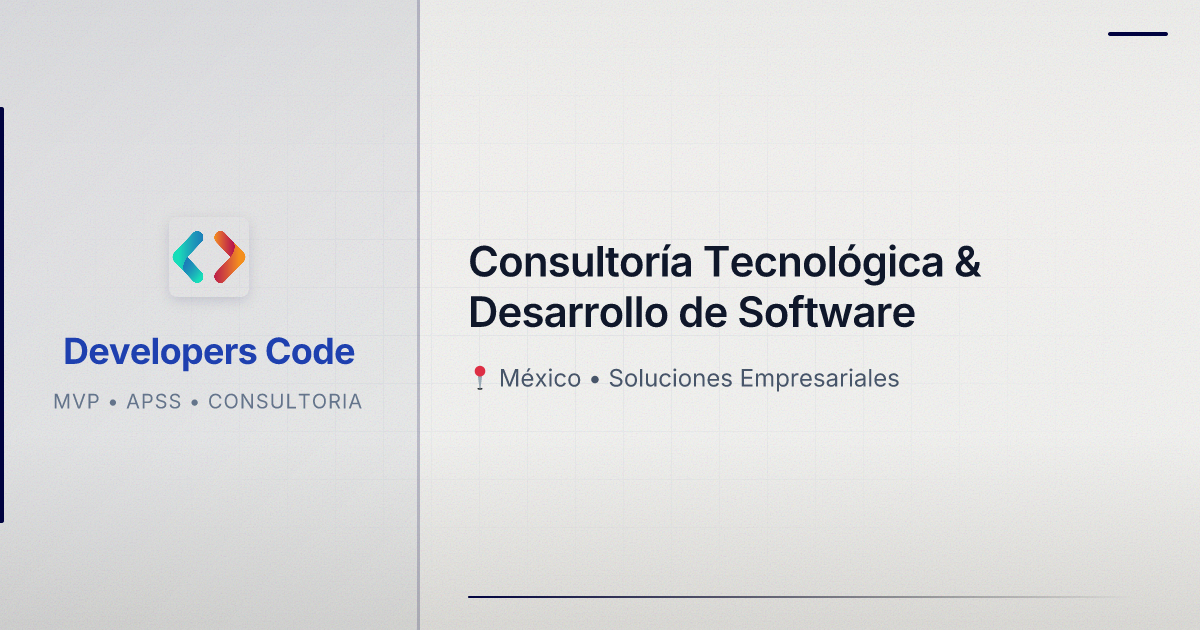 Developers Code
MVP • APSS • CONSULTORIA
Consultoría Tecnológica &
Desarrollo de Software
📍 México • Soluciones Empresariales